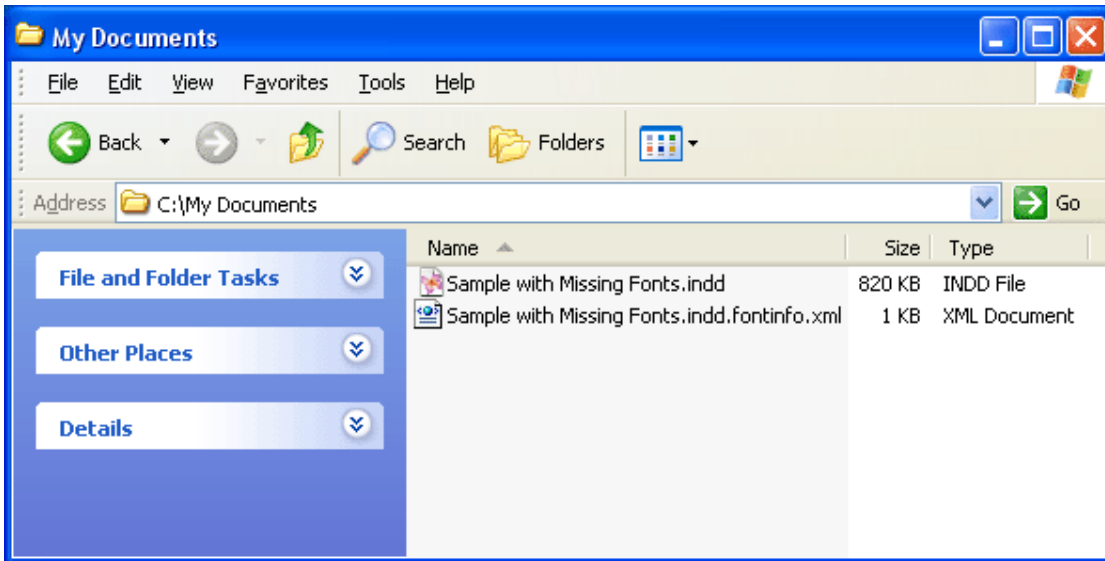 My Documents
File Edit View Favorites Tools Help
Back Search Folders
Address C:\My Documents Go
Name Size Type
File and Folder Tasks
Sample with Missing Fonts.indd 820 KB INDD File
Sample with Missing Fonts.indd.fontinfo.xml 1 KB XML Document
Other Places
Details